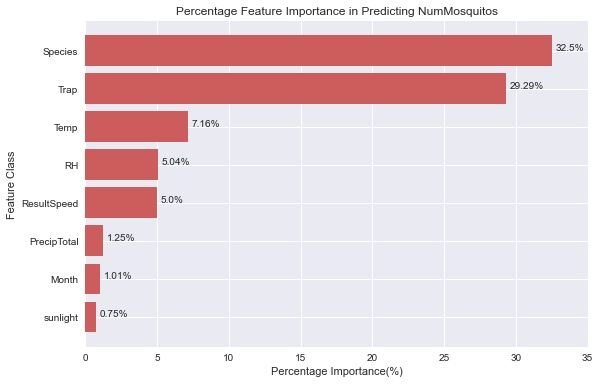 Percentage Feature Importance in Predicting NumMosquitos
Feature Class
Species
32.5%
Trap
29.29%
Temp
7.16%
RH
5.04%
ResultSpeed
5.0%
PrecipTotal
1.25%
Month
1.01%
sunlight
0.75%
0 5 10 15 20 25 30 35
Percentage Importance(%)